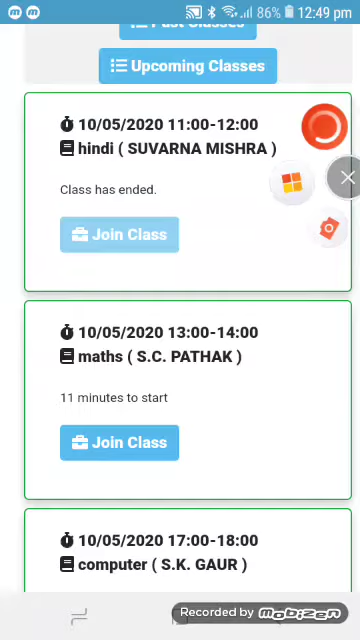 86% 12:49 pm
Past Classes
Upcoming Classes
10/05/2020 11:00-12:00
hindi ( SUVARNA MISHRA )
Class has ended.
Join Class
10/05/2020 13:00-14:00
maths ( S.C. PATHAK )
11 minutes to start
Join Class
10/05/2020 17:00-18:00
computer ( S.K. GAUR )
Recorded by mobizen